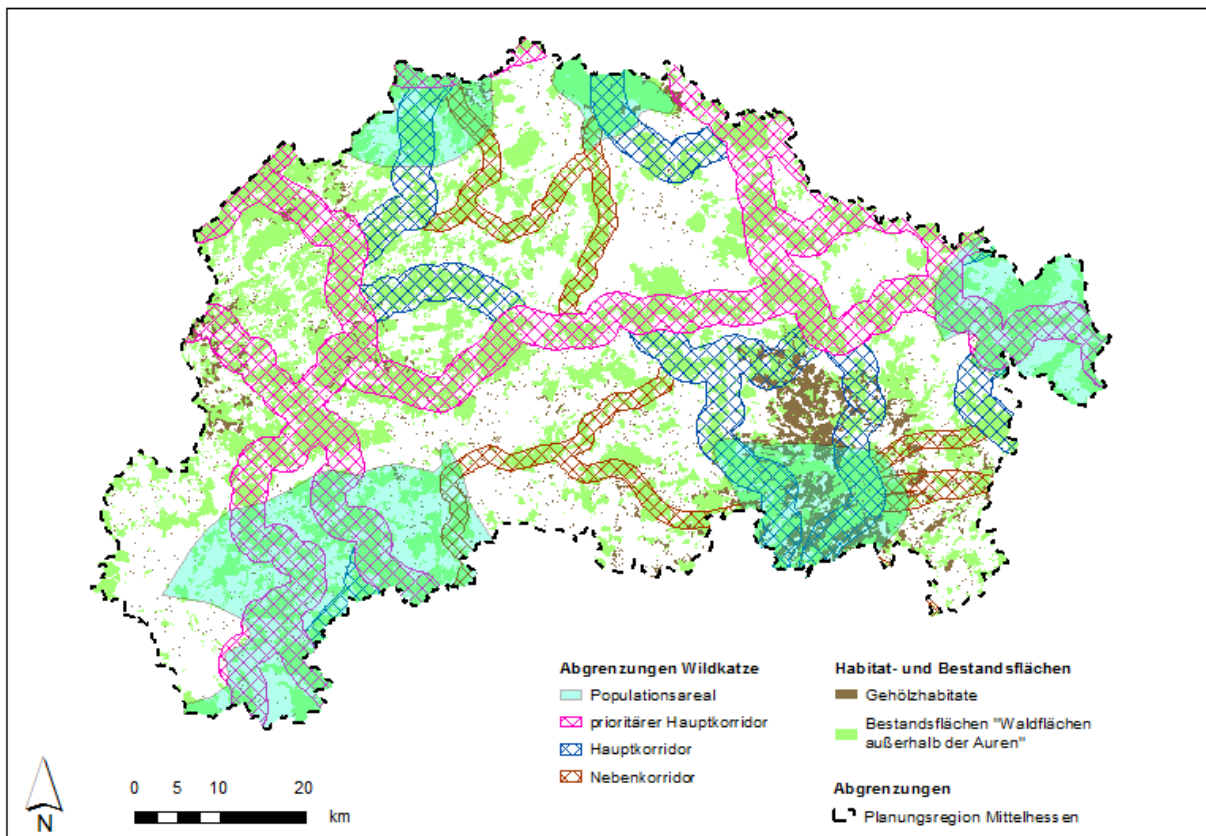 Abgrenzungen Wildkatze
Populationsareal
prioritärer Hauptkorridor
Hauptkorridor
Nebenkorridor
Habitat- und Bestandsflächen
Gehölzhabitate
Bestandsflächen "Waldflächen
außerhalb der Auren"
Abgrenzungen
Planungsregion Mittelhessen
N
0 5 10 20
km